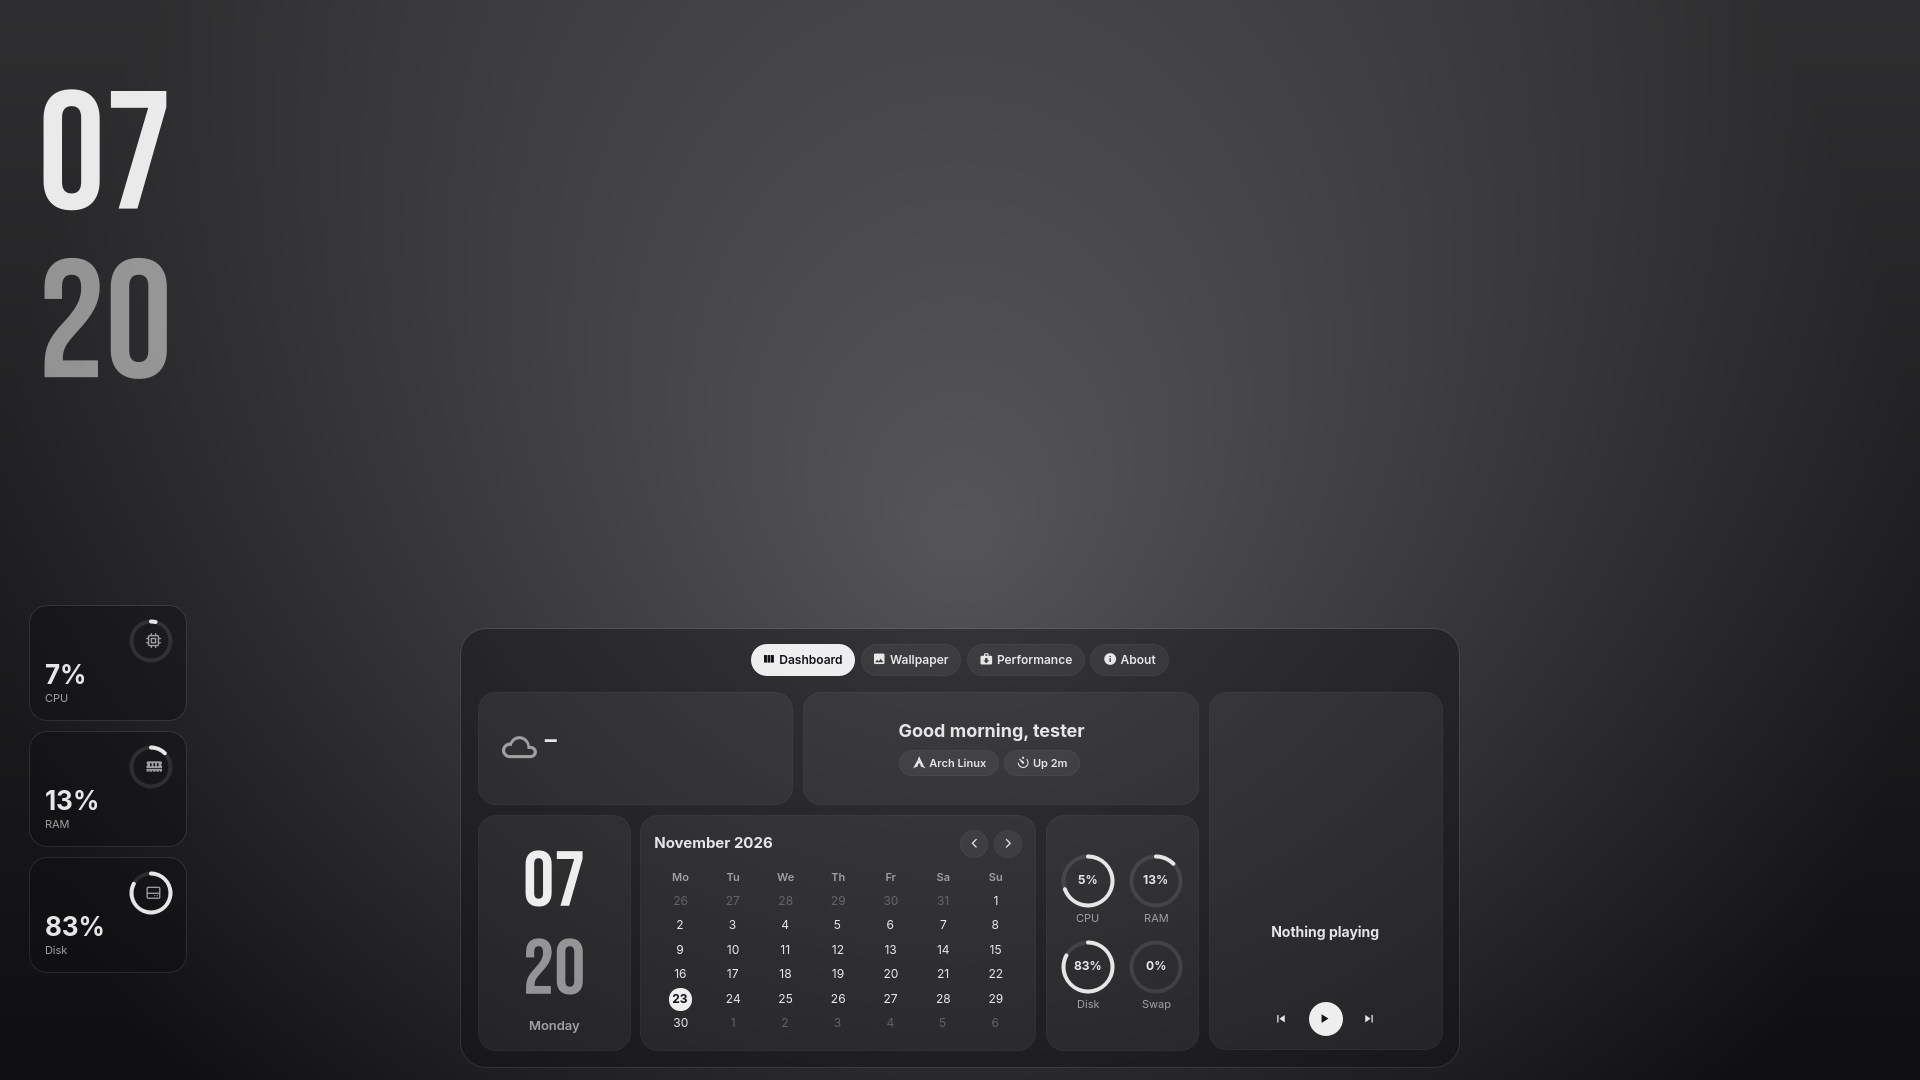 07
20
7%
CPU
13%
RAM
83%
Disk
Dashboard Wallpaper Performance About
–
Good morning, tester
Arch Linux Up 2m
07
20
Monday
November 2026
Mo Tu We Th Fr Sa Su
26 27 28 29 30 31 1
2 3 4 5 6 7 8
9 10 11 12 13 14 15
16 17 18 19 20 21 22
23 24 25 26 27 28 29
30 1 2 3 4 5 6
5% 13%
CPU RAM
83% 0%
Disk Swap
Nothing playing